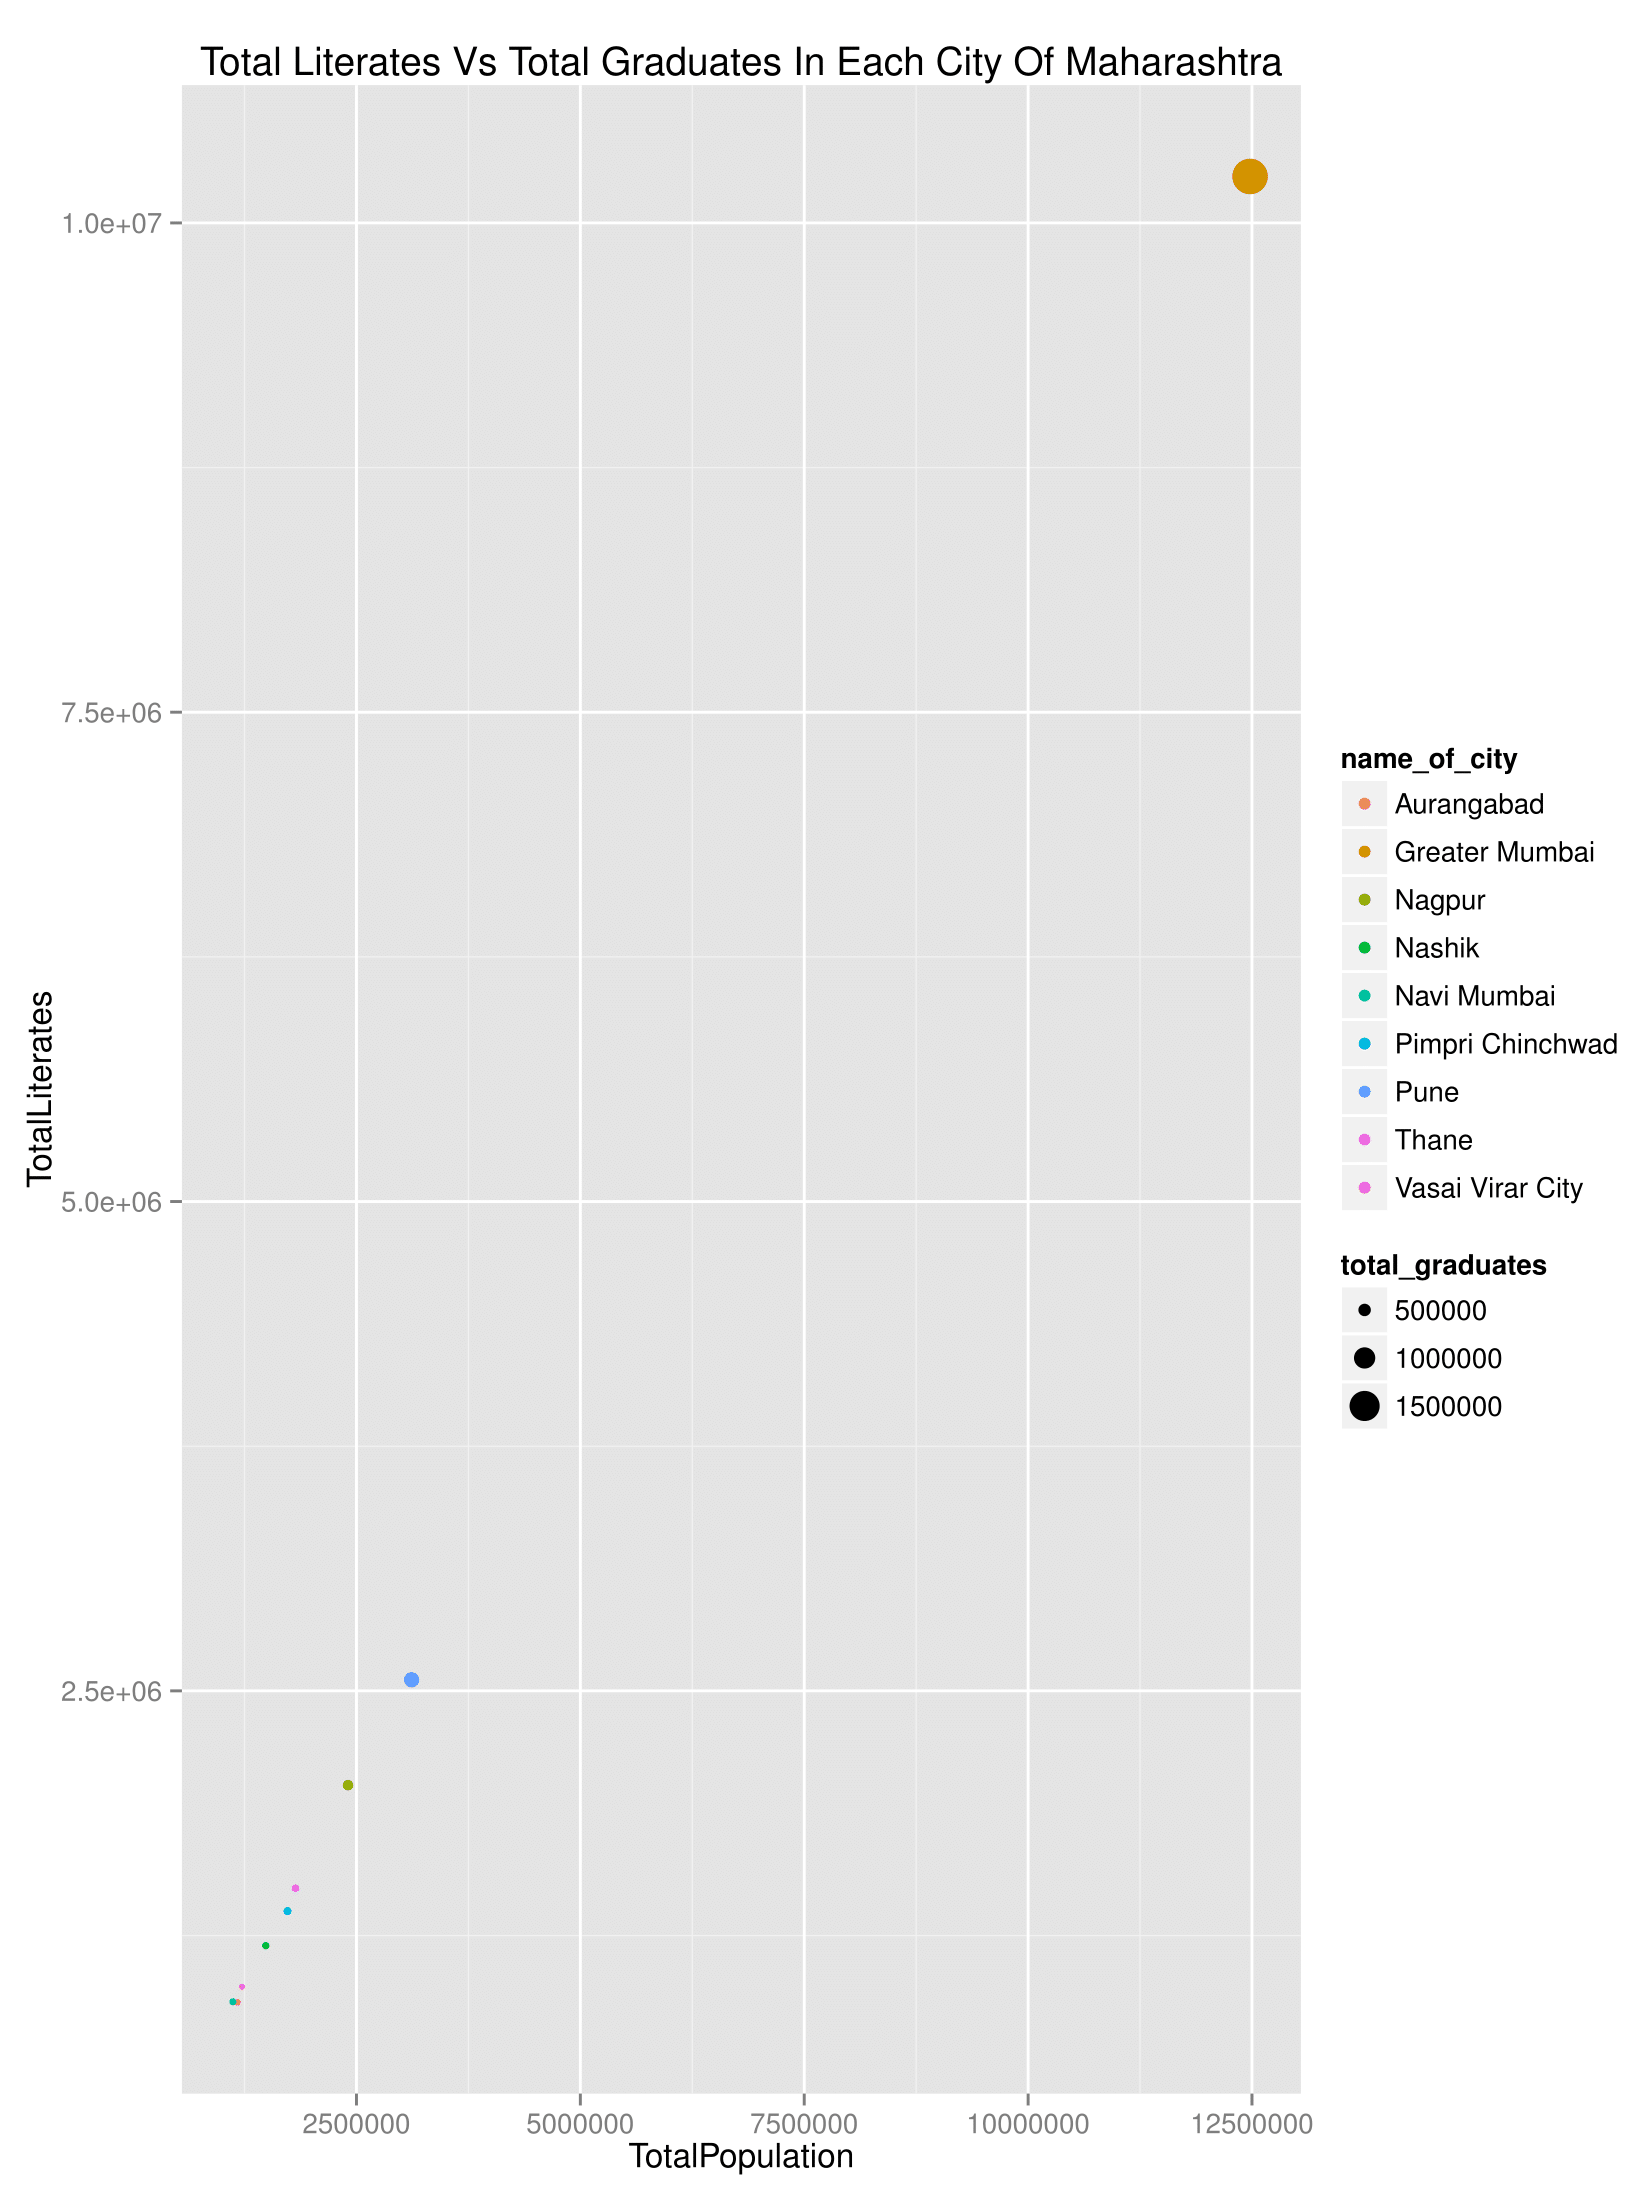 Total Literates Vs Total Graduates In Each City Of Maharashtra
1.0e+07
7.5e+06
5.0e+06
2.5e+06
TotalLiterates
2500000
5000000
7500000
10000000
12500000
TotalPopulation
name_of_city
Aurangabad
Greater Mumbai
Nagpur
Nashik
Navi Mumbai
Pimpri Chinchwad
Pune
Thane
Vasai Virar City
total_graduates
500000
1000000
1500000